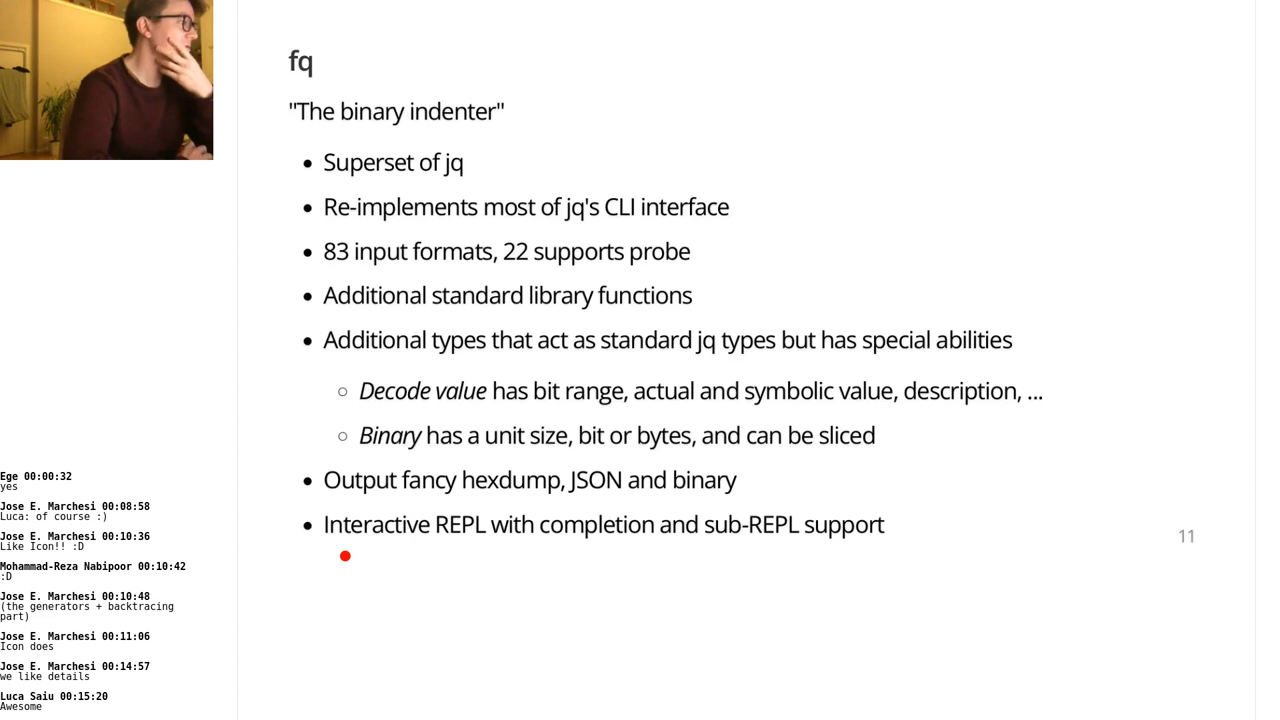 fq
"The binary indenter"
• Superset of jq
• Re-implements most of jq's CLI interface
• 83 input formats, 22 supports probe
• Additional standard library functions
• Additional types that act as standard jq types but has special abilities
○ Decode value has bit range, actual and symbolic value, description, ...
○ Binary has a unit size, bit or bytes, and can be sliced
• Output fancy hexdump, JSON and binary
• Interactive REPL with completion and sub-REPL support
11
Ege 00:00:32
yes
Jose E. Marchesi 00:08:58
Luca: of course :)
Jose E. Marchesi 00:10:36
Like Icon!! :D
Mohammad-Reza Nabipoor 00:10:42
:D
Jose E. Marchesi 00:10:48
(the generators + backtracing
part)
Jose E. Marchesi 00:11:06
Icon does
Jose E. Marchesi 00:14:57
we like details
Luca Saiu 00:15:20
Awesome